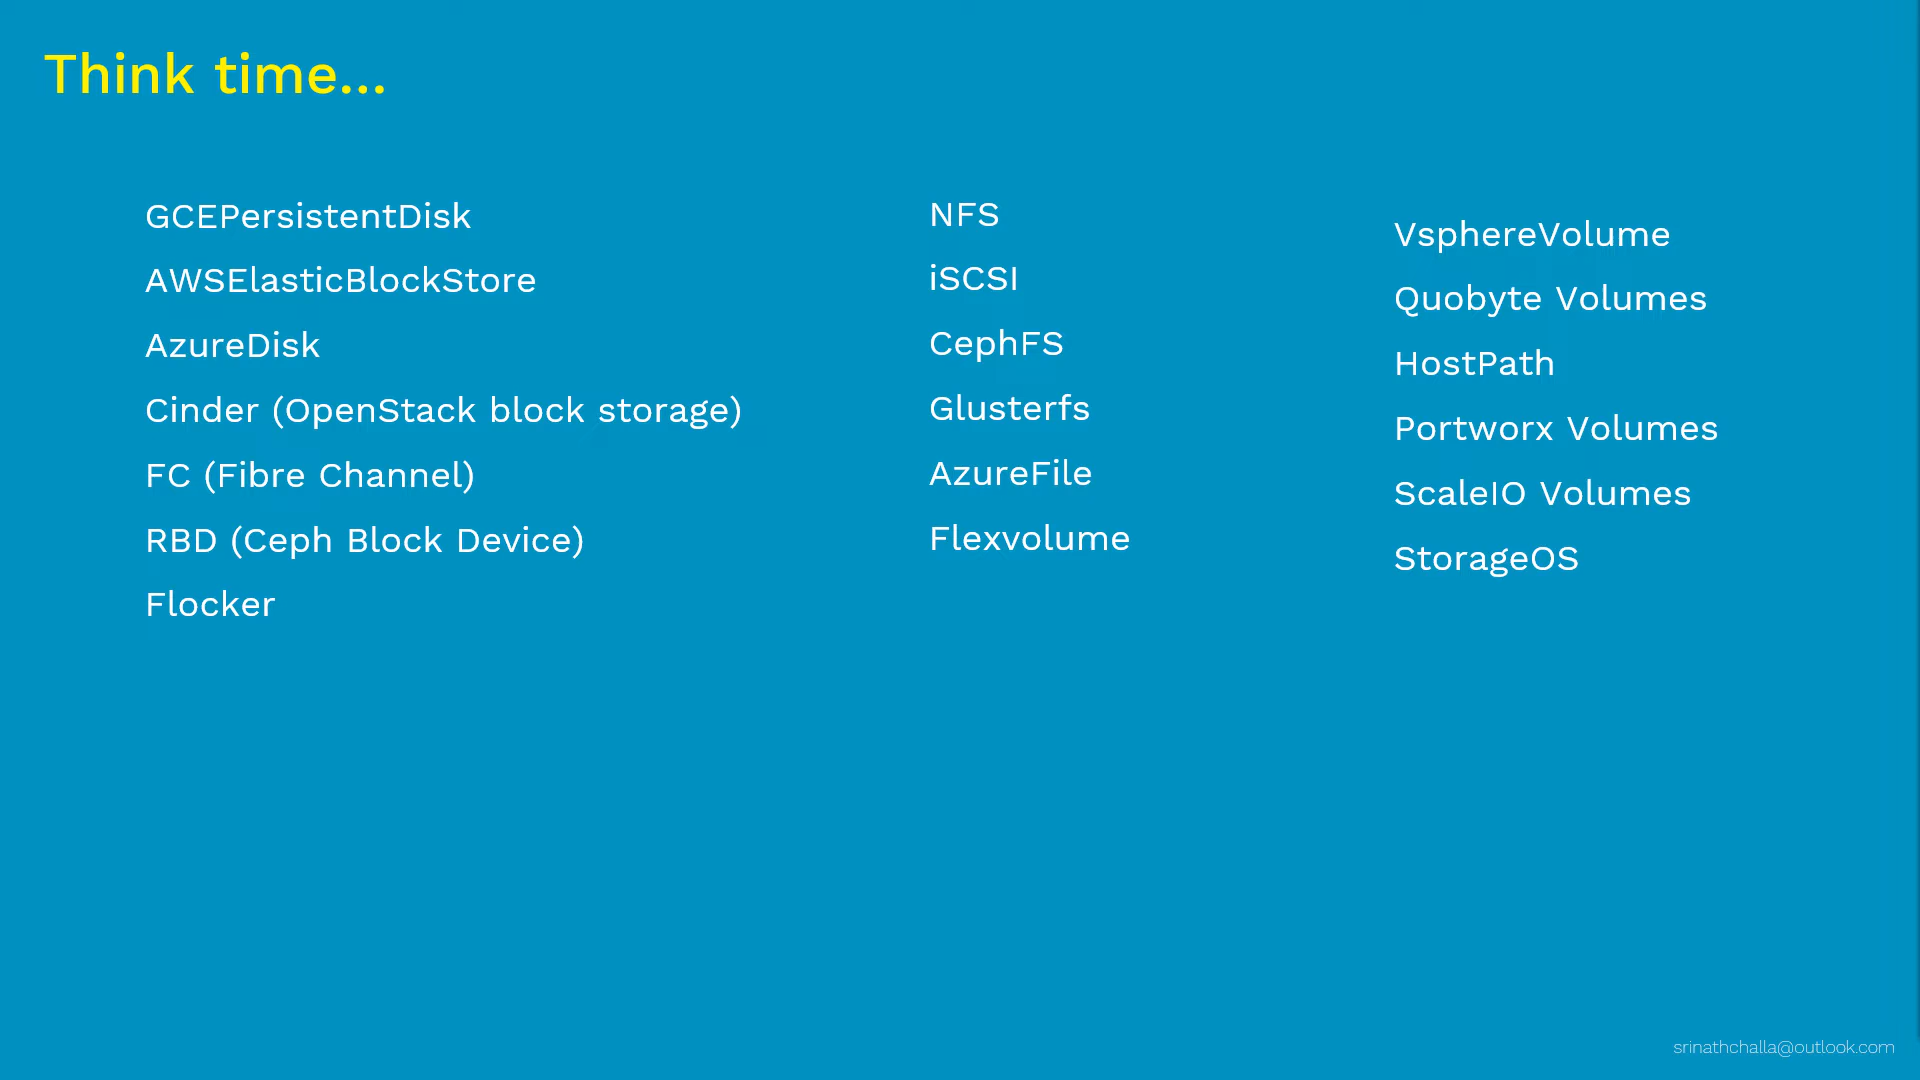 Think time...
GCEPersistentDisk
AWSElasticBlockStore
AzureDisk
Cinder (OpenStack block storage)
FC (Fibre Channel)
RBD (Ceph Block Device)
Flocker
NFS
iSCSI
CephFS
Glusterfs
AzureFile
Flexvolume
VsphereVolume
Quobyte Volumes
HostPath
Portworx Volumes
ScaleIO Volumes
StorageOS
srinathchalla@outlook.com